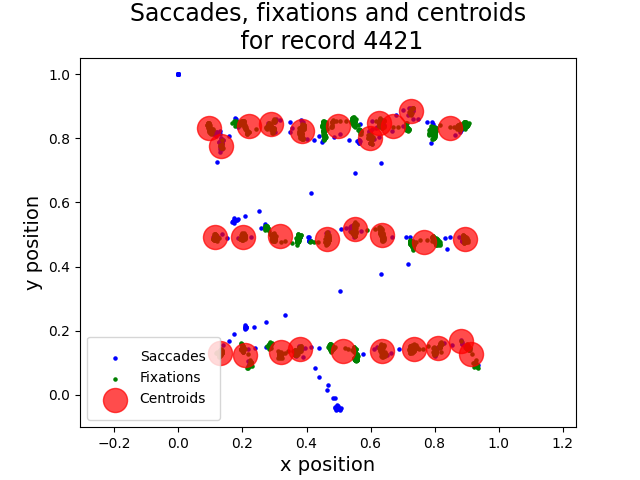 Saccades, fixations and centroids
for record 4421
1.0
0.8
0.6
0.4
0.2
0.0
y position
Saccades
Fixations
Centroids
−0.2 0.0 0.2 0.4 0.6 0.8 1.0 1.2
x position